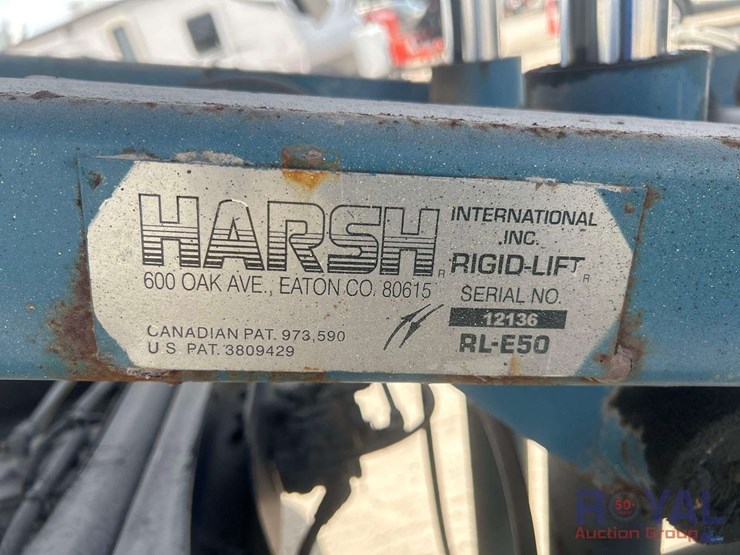 HARSH
INTERNATIONAL
INC.
® RIGID-LIFT ®
600 OAK AVE., EATON CO. 80615
SERIAL NO.
12136
RL-E50
CANADIAN PAT. 973,590
U S PAT. 3809429
50
ROYAL
Auction Group